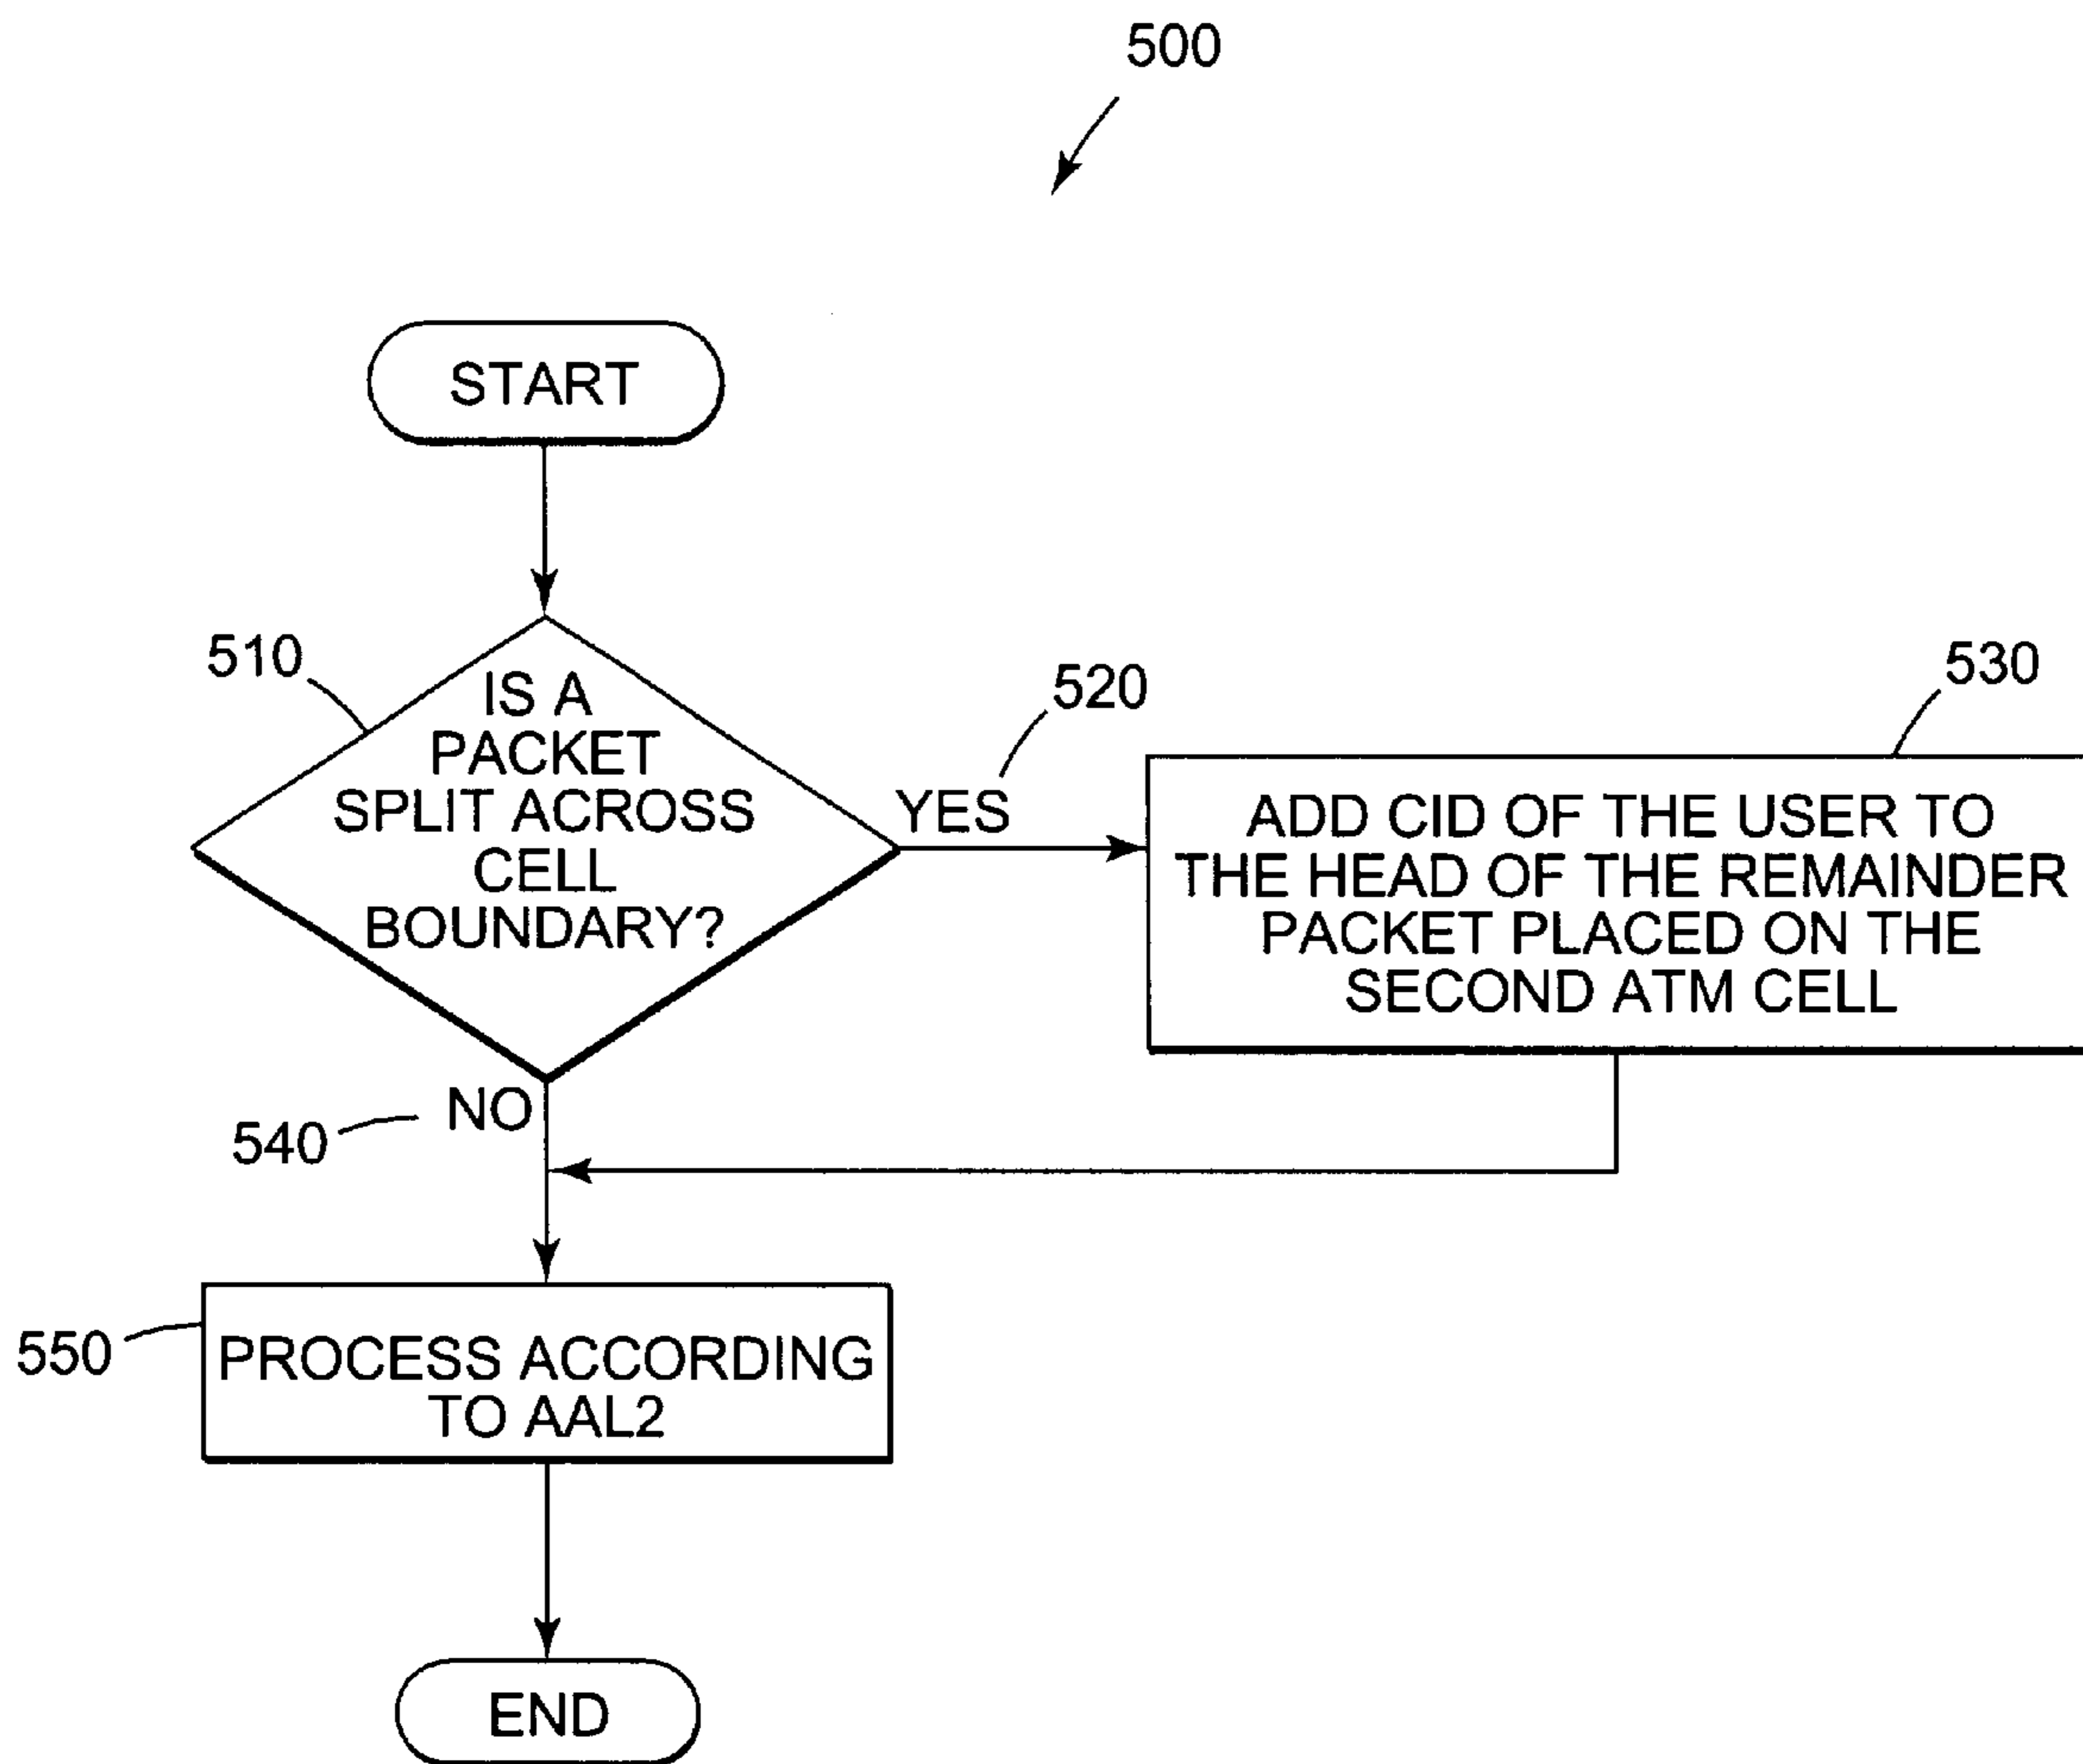 500
START
510
IS A
PACKET
SPLIT ACROSS
CELL
BOUNDARY?
520
YES
530
ADD CID OF THE USER TO
THE HEAD OF THE REMAINDER
PACKET PLACED ON THE
SECOND ATM CELL
NO
540
550
PROCESS ACCORDING
TO AAL2
END